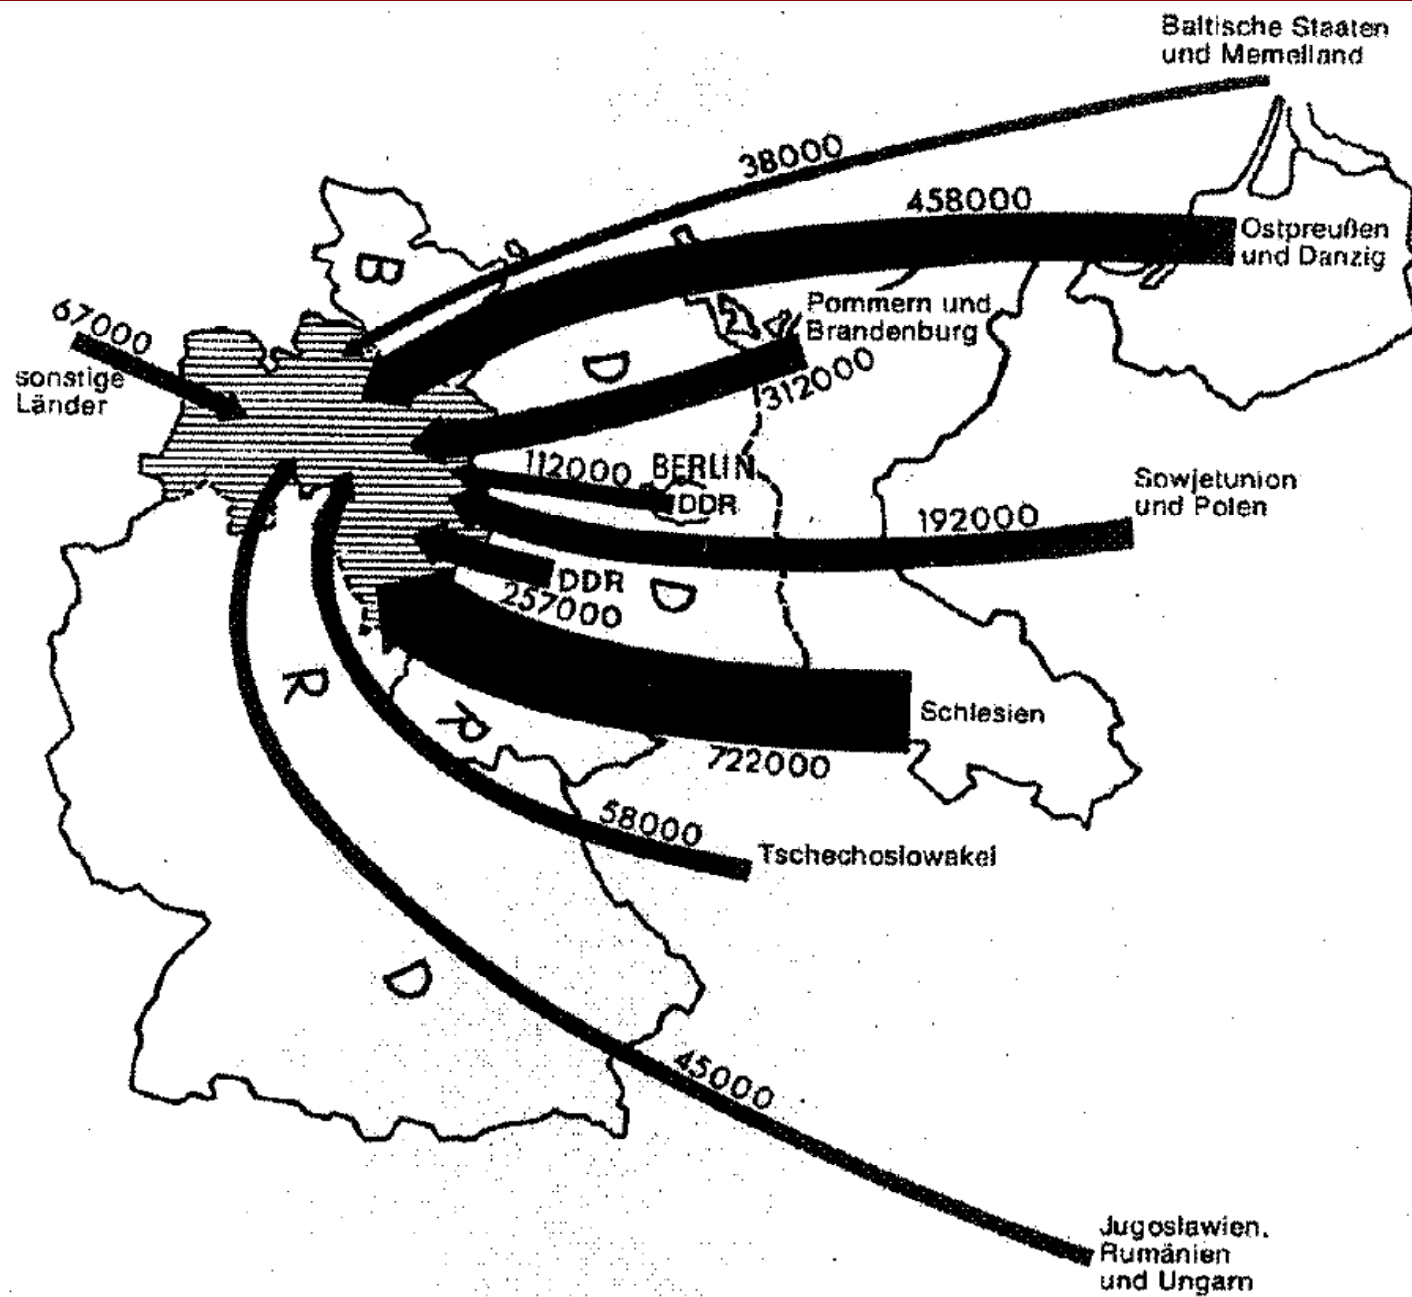 Baltische Staaten
und Memelland
38000
458000
Ostpreußen
und Danzig
B
67000
sonstige
Länder
Pommern und
Brandenburg
312000
D
112000
BERLIN
DDR
Sowjetunion
und Polen
192000
DDR
257000
D
R
R
Schlesien
722000
58000
Tschechoslowakei
D
45000
Jugoslawien,
Rumänien
und Ungarn